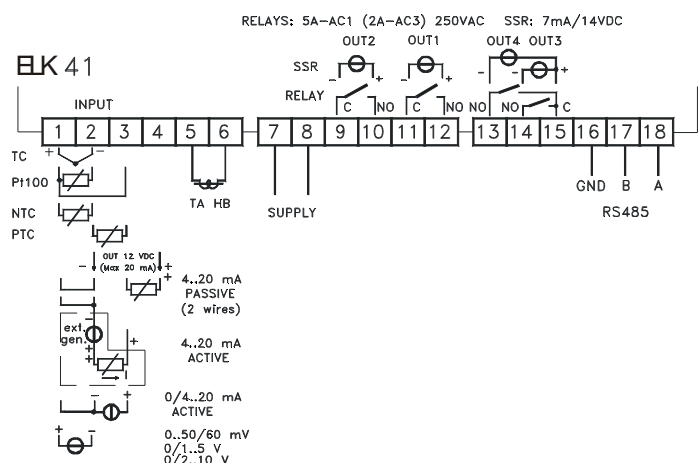 RELAYS: 5A-AC1 (2A-AC3) 250VAC SSR: 7mA/14VDC
OUT2 OUT1 OUT4 OUT3
ELK 41
SSR - + - + - - +
INPUT RELAY C NO C NO NO NO C
1 2 3 4 5 6 7 8 9 10 11 12 13 14 15 16 17 18
TC + -
Pt100
GND B A
TA HB
NTC
SUPPLY
RS485
PTC
OUT 12 VDC
- (Max 20 mA) +
+
4..20 mA
PASSIVE
(2 wires)
-
ext.
gen. +
+
+ I
4..20 mA
ACTIVE
- +
0/4..20 mA
ACTIVE
+ -
0..50/60 mV
0/1..5 V
0/2..10 V